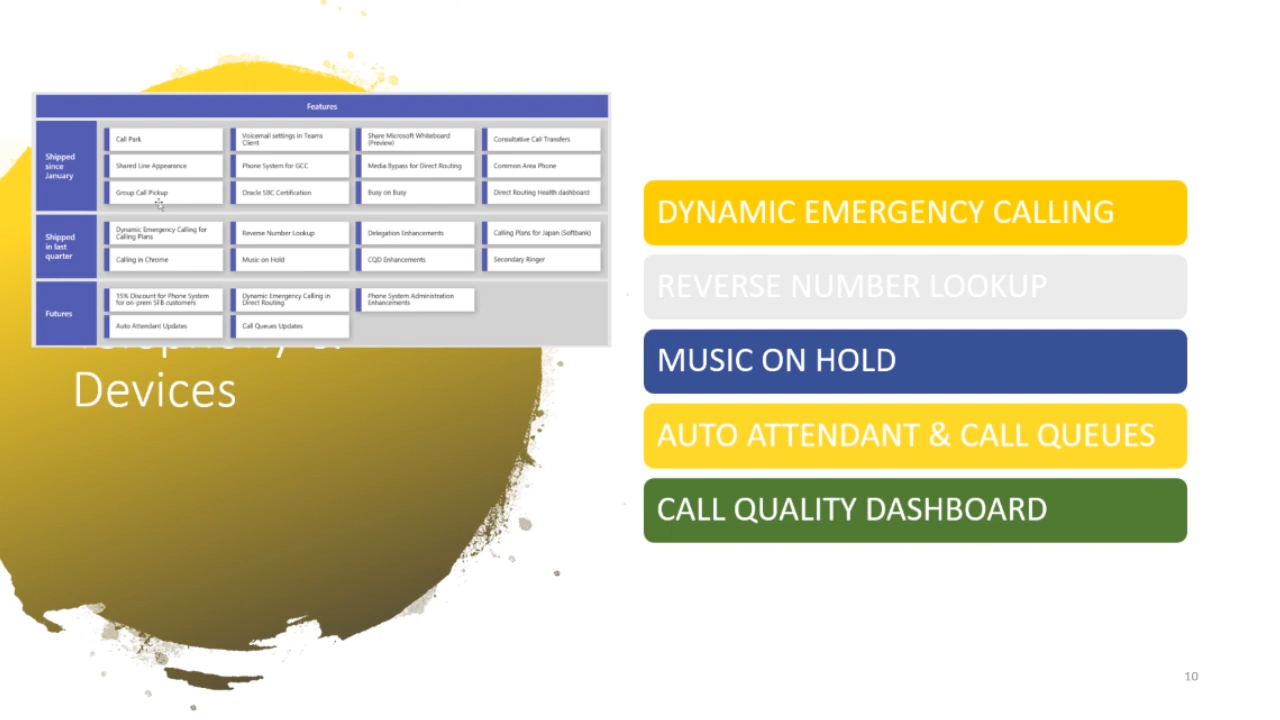 Features
Shipped
since
January
Call Park
Voicemail settings in Teams
Client
Share Microsoft Whiteboard
(Preview)
Consultative Call Transfers
Shared Line Appearance
Phone System for GCC
Media Bypass for Direct Routing
Common Area Phone
Group Call Pickup
Oracle SBC Certification
Busy on Busy
Direct Routing Health dashboard
Shipped
in last
quarter
Dynamic Emergency Calling for
Calling Plans
Reverse Number Lookup
Delegation Enhancements
Calling Plans for Japan (Softbank)
Calling in Chrome
Music on Hold
CQD Enhancements
Secondary Ringer
Futures
15% Discount for Phone System
for on-prem SFB customers
Dynamic Emergency Calling in
Direct Routing
Phone System Administration
Enhancements
Auto Attendant Updates
Call Queues Updates
Devices
DYNAMIC EMERGENCY CALLING
REVERSE NUMBER LOOKUP
MUSIC ON HOLD
AUTO ATTENDANT & CALL QUEUES
CALL QUALITY DASHBOARD
10